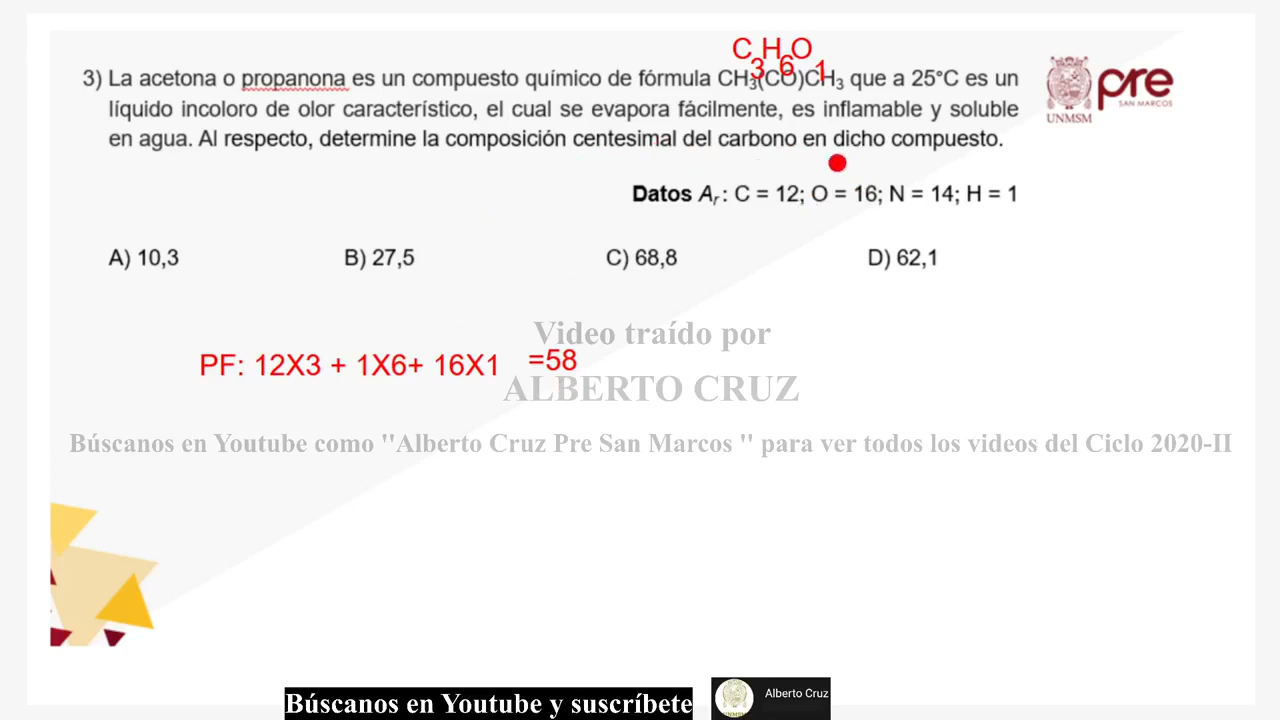 C H O
3 6 1
3) La acetona o propanona es un compuesto químico de fórmula CH3(CO)CH3 que a 25°C es un
líquido incoloro de olor característico, el cual se evapora fácilmente, es inflamable y soluble
en agua. Al respecto, determine la composición centesimal del carbono en dicho compuesto.
pre
SAN MARCOS
UNMSM
Datos Ar : C = 12; O = 16; N = 14; H = 1
A) 10,3 B) 27,5 C) 68,8 D) 62,1
Video traído por
PF: 12X3 + 1X6+ 16X1 =58
ALBERTO CRUZ
Búscanos en Youtube como "Alberto Cruz Pre San Marcos " para ver todos los videos del Ciclo 2020-II
Búscanos en Youtube y suscríbete
Alberto Cruz
UNMSM